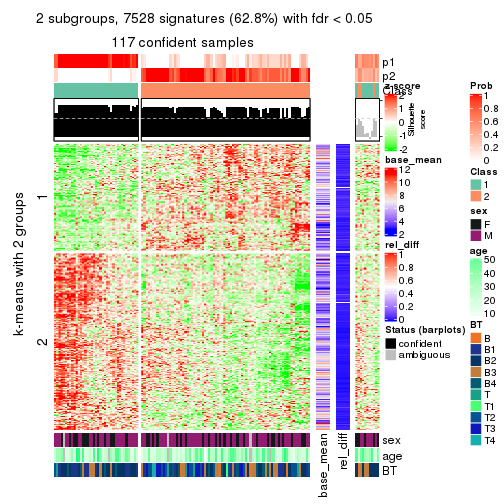 2 subgroups, 7528 signatures (62.8%) with fdr < 0.05
117 confident samples
p1
p2
Class
Silhouette
score
k-means with 2 groups
1
2
z-score
2
1
0
-1
-2
base_mean
12
10
8
6
4
2
rel_diff
1
0.8
0.6
0.4
0.2
0
Status (barplots)
confident
ambiguous
sex
age
BT
base_mean
rel_diff
Prob
1
0.8
0.6
0.4
0.2
0
Class
1
2
sex
F
M
age
50
40
30
20
10
BT
B
B1
B2
B3
B4
T
T1
T2
T3
T4